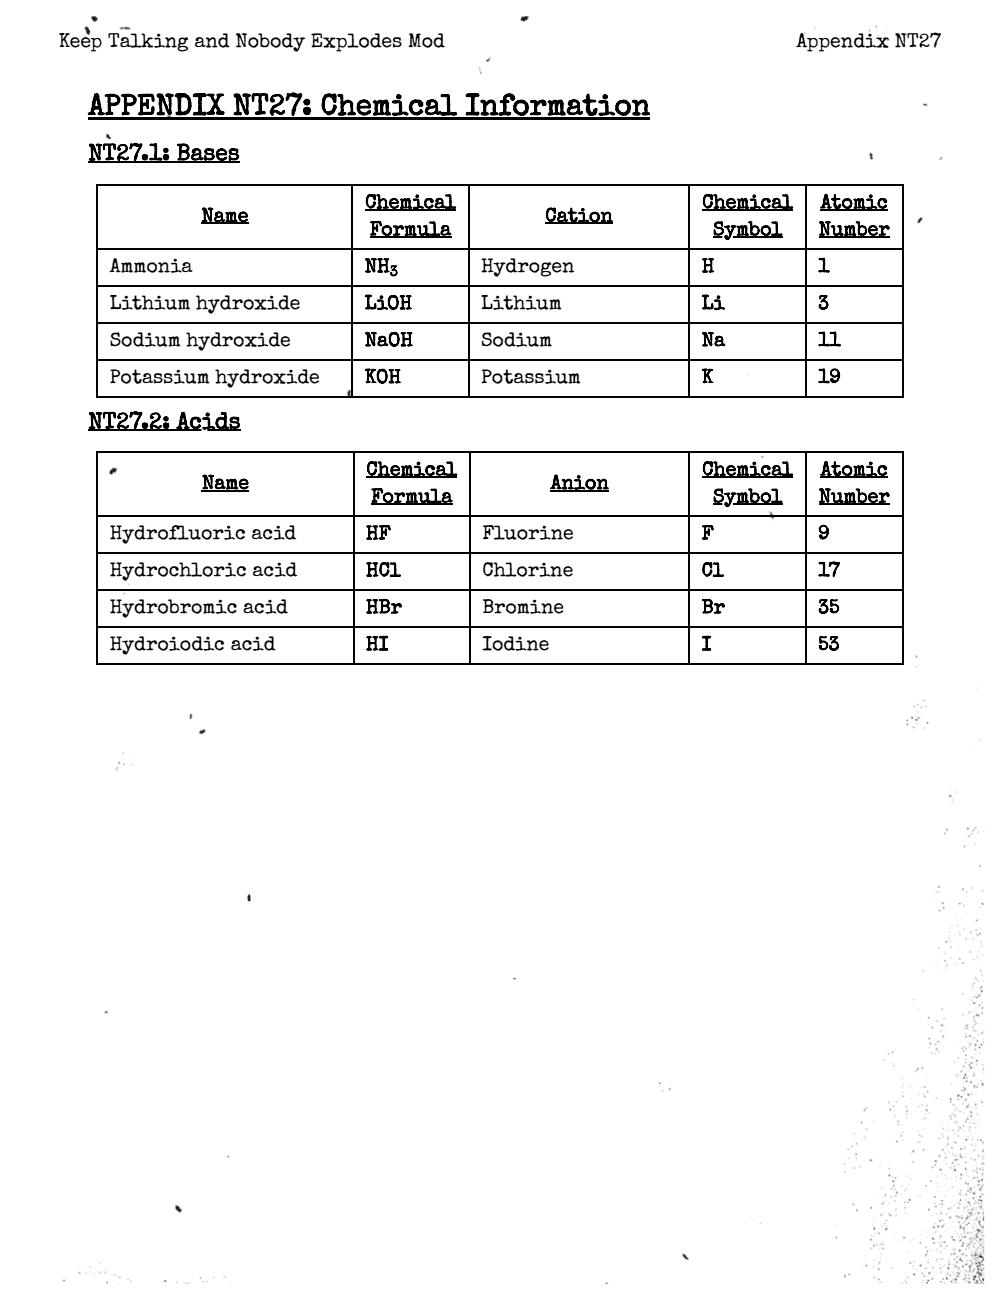 Keep Talking and Nobody Explodes Mod Appendix NT27
APPENDIX NT27: Chemical Information
NT27.1: Bases
Name Chemical Formula Cation Chemical Symbol Atomic Number
Ammonia NH₃ Hydrogen H 1
Lithium hydroxide LiOH Lithium Li 3
Sodium hydroxide NaOH Sodium Na 11
Potassium hydroxide KOH Potassium K 19
NT27.2: Acids
Name Chemical Formula Anion Chemical Symbol Atomic Number
Hydrofluoric acid HF Fluorine F 9
Hydrochloric acid HCl Chlorine Cl 17
Hydrobromic acid HBr Bromine Br 35
Hydroiodic acid HI Iodine I 53